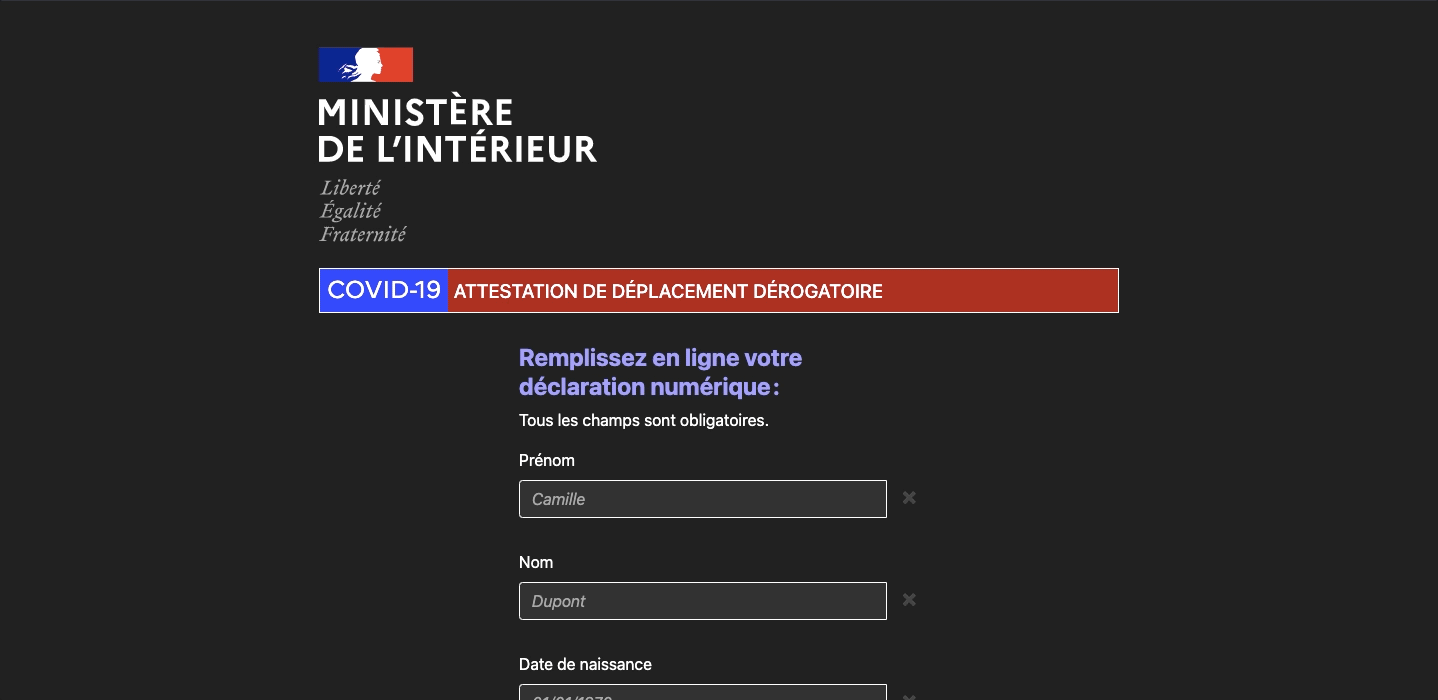 MINISTÈRE
DE L'INTÉRIEUR
Liberté
Égalité
Fraternité
COVID-19 ATTESTATION DE DÉPLACEMENT DÉROGATOIRE
Remplissez en ligne votre
déclaration numérique :
Tous les champs sont obligatoires.
Prénom
Camille
Nom
Dupont
Date de naissance